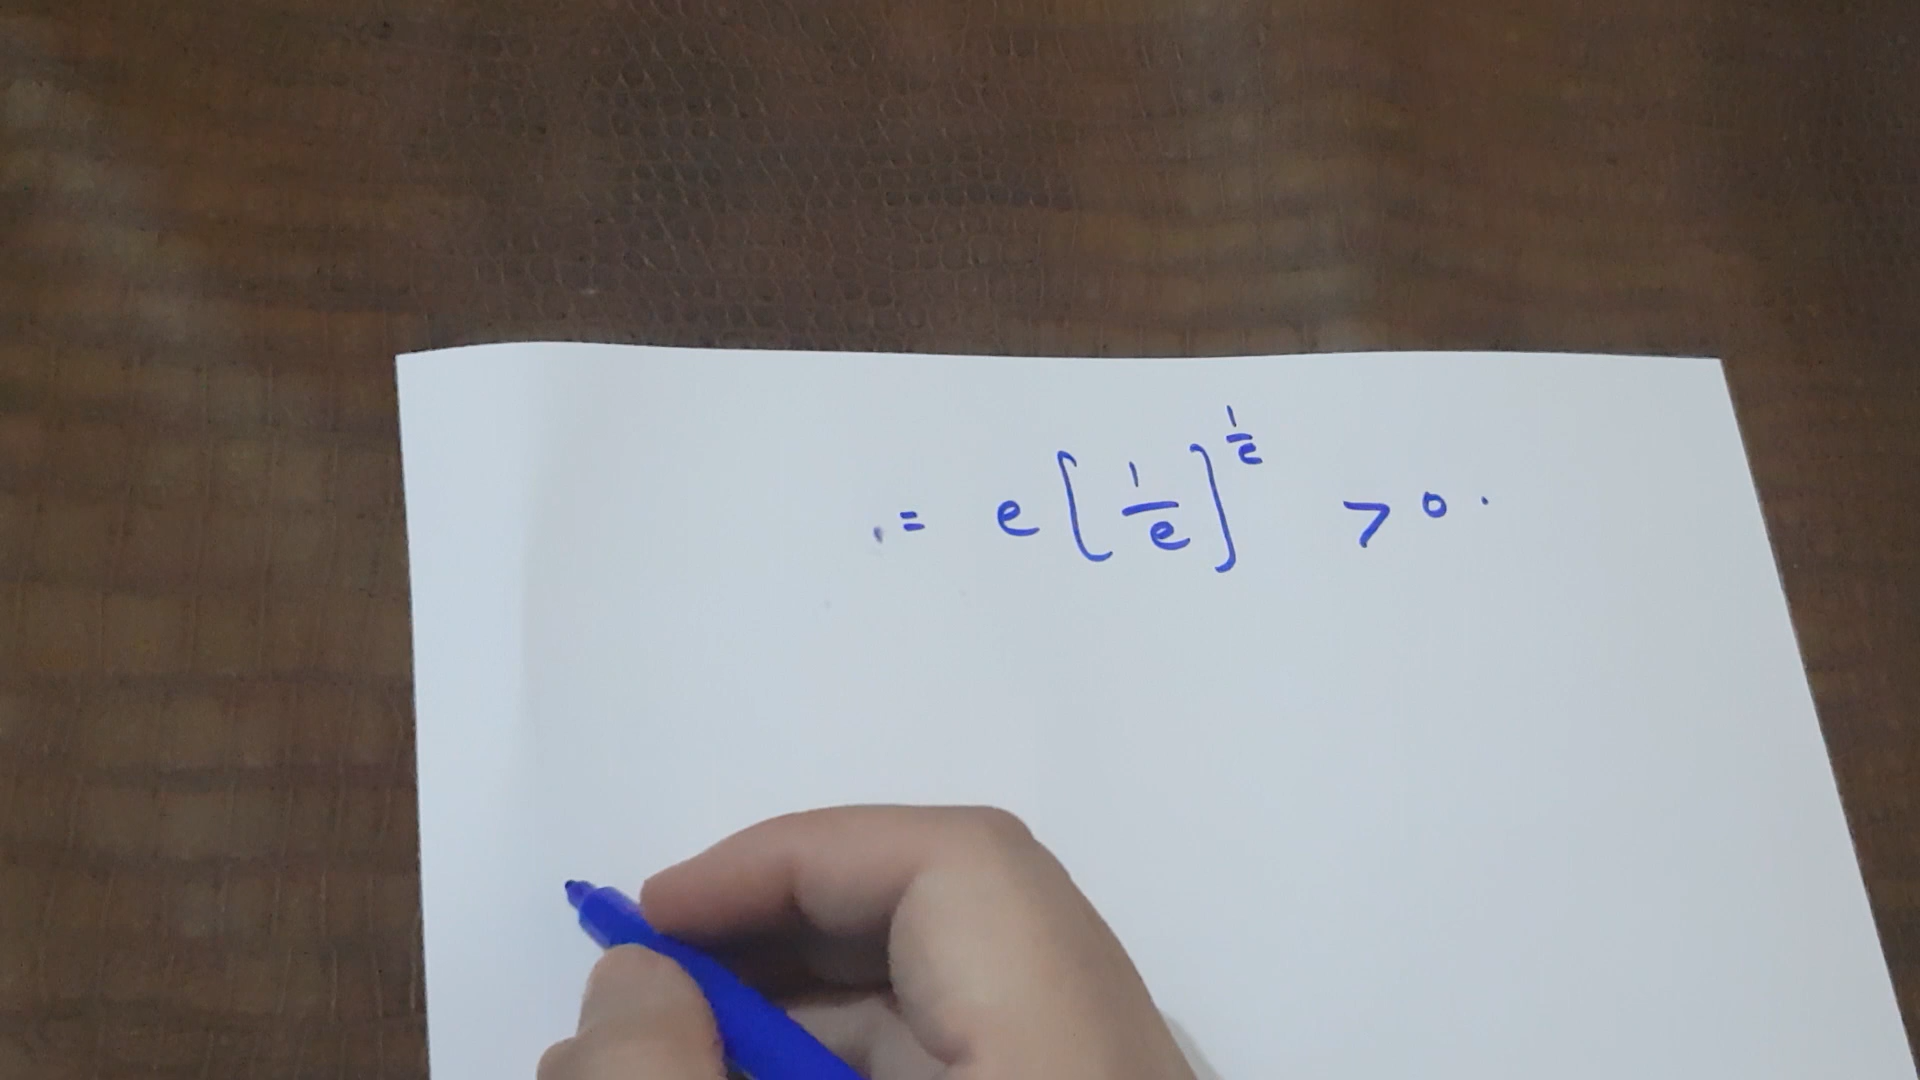 = e [1/e]^(1/e) > 0.